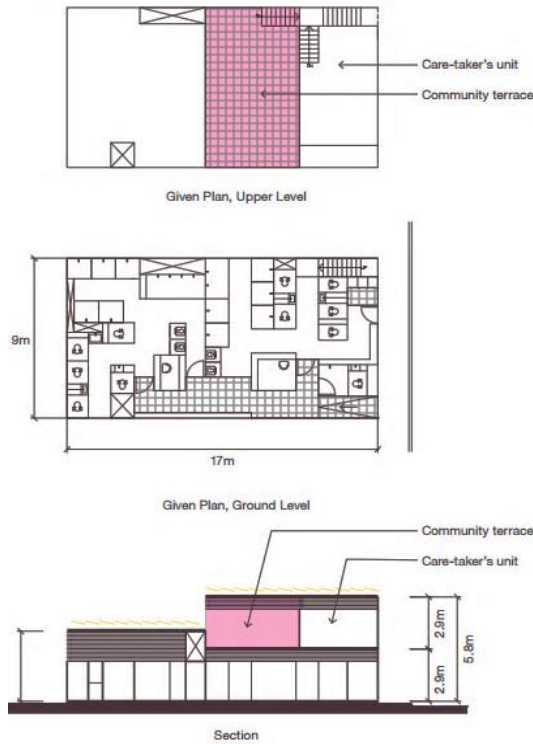 Care-taker's unit
Community terrace
Given Plan, Upper Level
9m
17m
Given Plan, Ground Level
Community terrace
Care-taker's unit
2.9m
5.8m
2.9m
Section